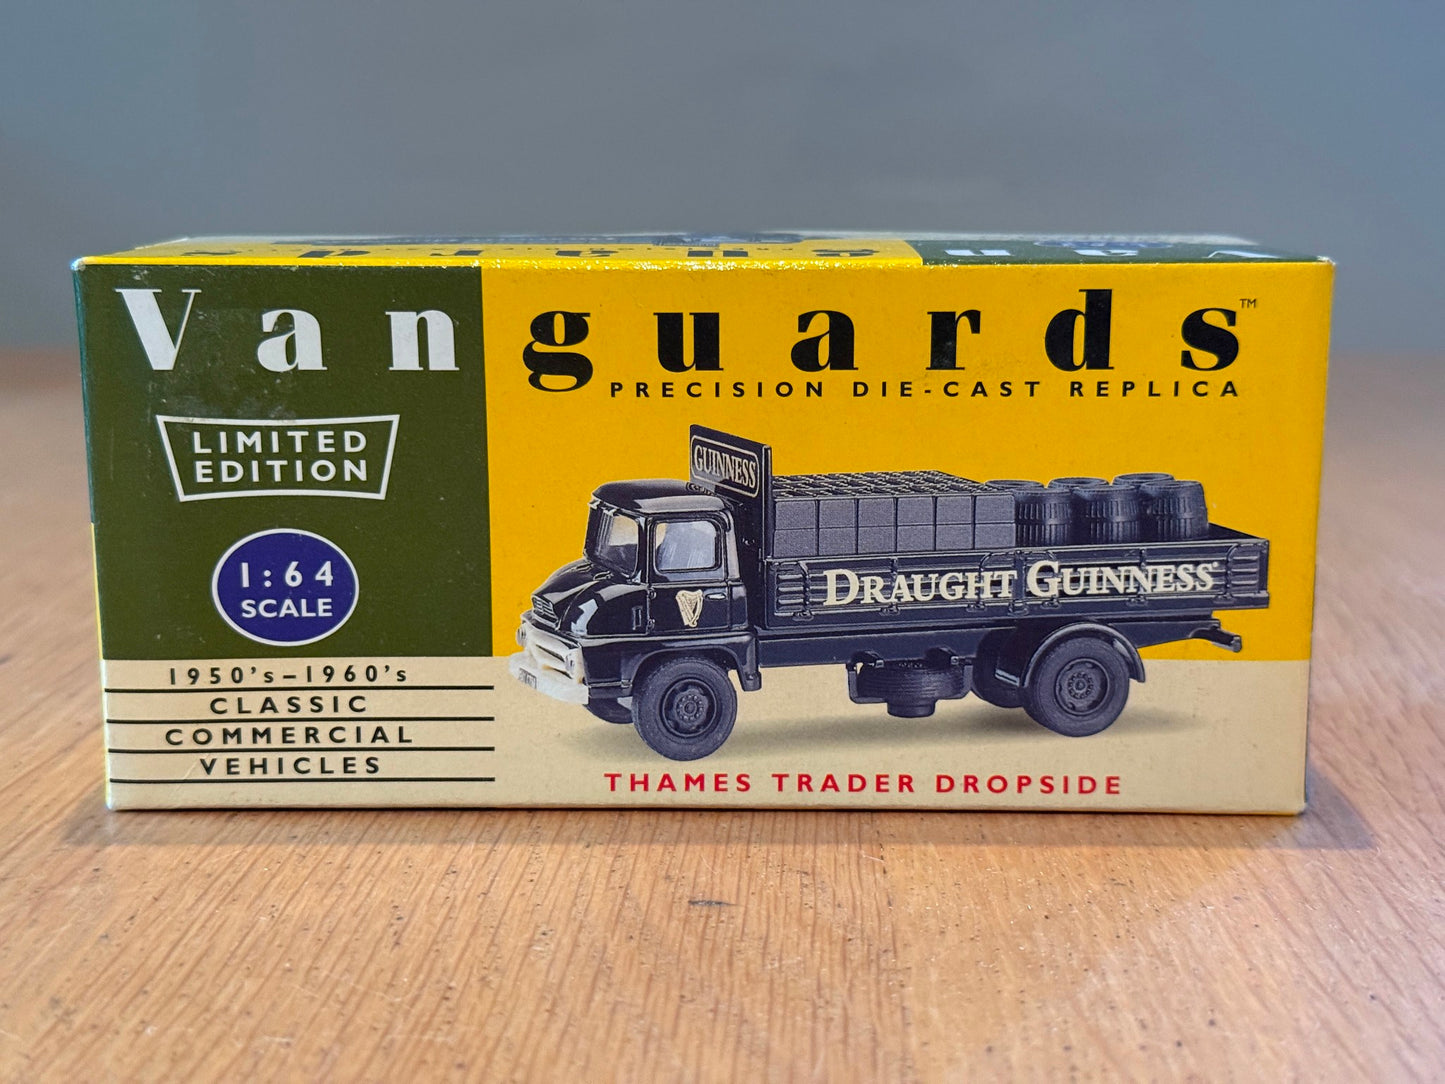 Vanguards™
PRECISION DIE-CAST REPLICA
LIMITED
EDITION
1:64
SCALE
1950's–1960's
CLASSIC
COMMERCIAL
VEHICLES
GUINNESS
DRAUGHT GUINNESS®
THAMES TRADER DROPSIDE